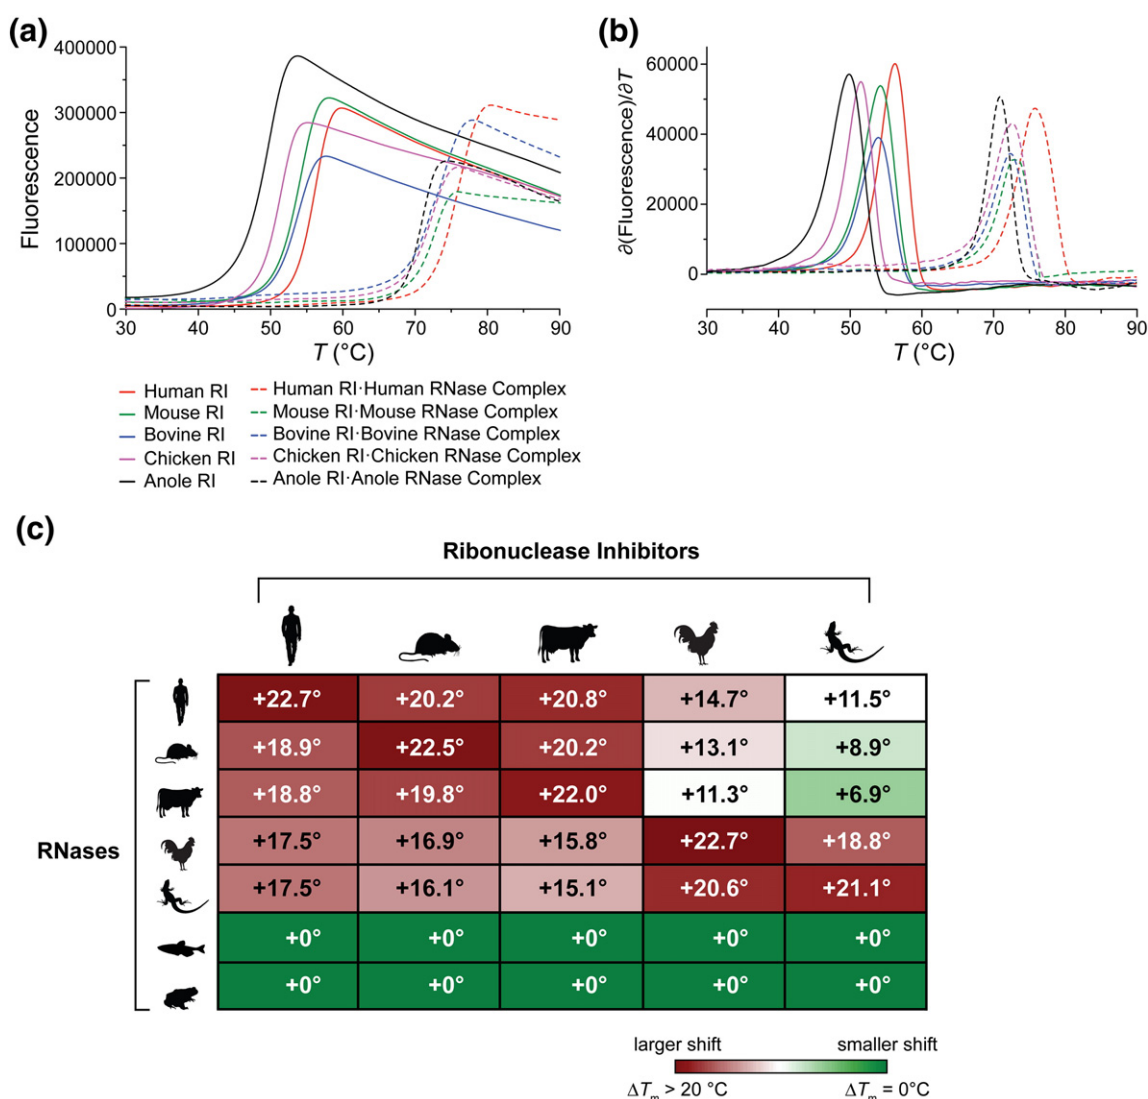 (a)
400000
300000
200000
100000
0
Fluorescence
30 40 50 60 70 80 90
T (°C)
(b)
60000
40000
20000
0
∂(Fluorescence)/∂T
30 40 50 60 70 80 90
T (°C)
Human RI Human RI·Human RNase Complex
Mouse RI Mouse RI·Mouse RNase Complex
Bovine RI Bovine RI·Bovine RNase Complex
Chicken RI Chicken RI·Chicken RNase Complex
Anole RI Anole RI·Anole RNase Complex
(c)
Ribonuclease Inhibitors
RNases
+22.7° +20.2° +20.8° +14.7° +11.5°
+18.9° +22.5° +20.2° +13.1° +8.9°
+18.8° +19.8° +22.0° +11.3° +6.9°
+17.5° +16.9° +15.8° +22.7° +18.8°
+17.5° +16.1° +15.1° +20.6° +21.1°
+0° +0° +0° +0° +0°
+0° +0° +0° +0° +0°
larger shift smaller shift
ΔTm > 20 °C ΔTm = 0°C